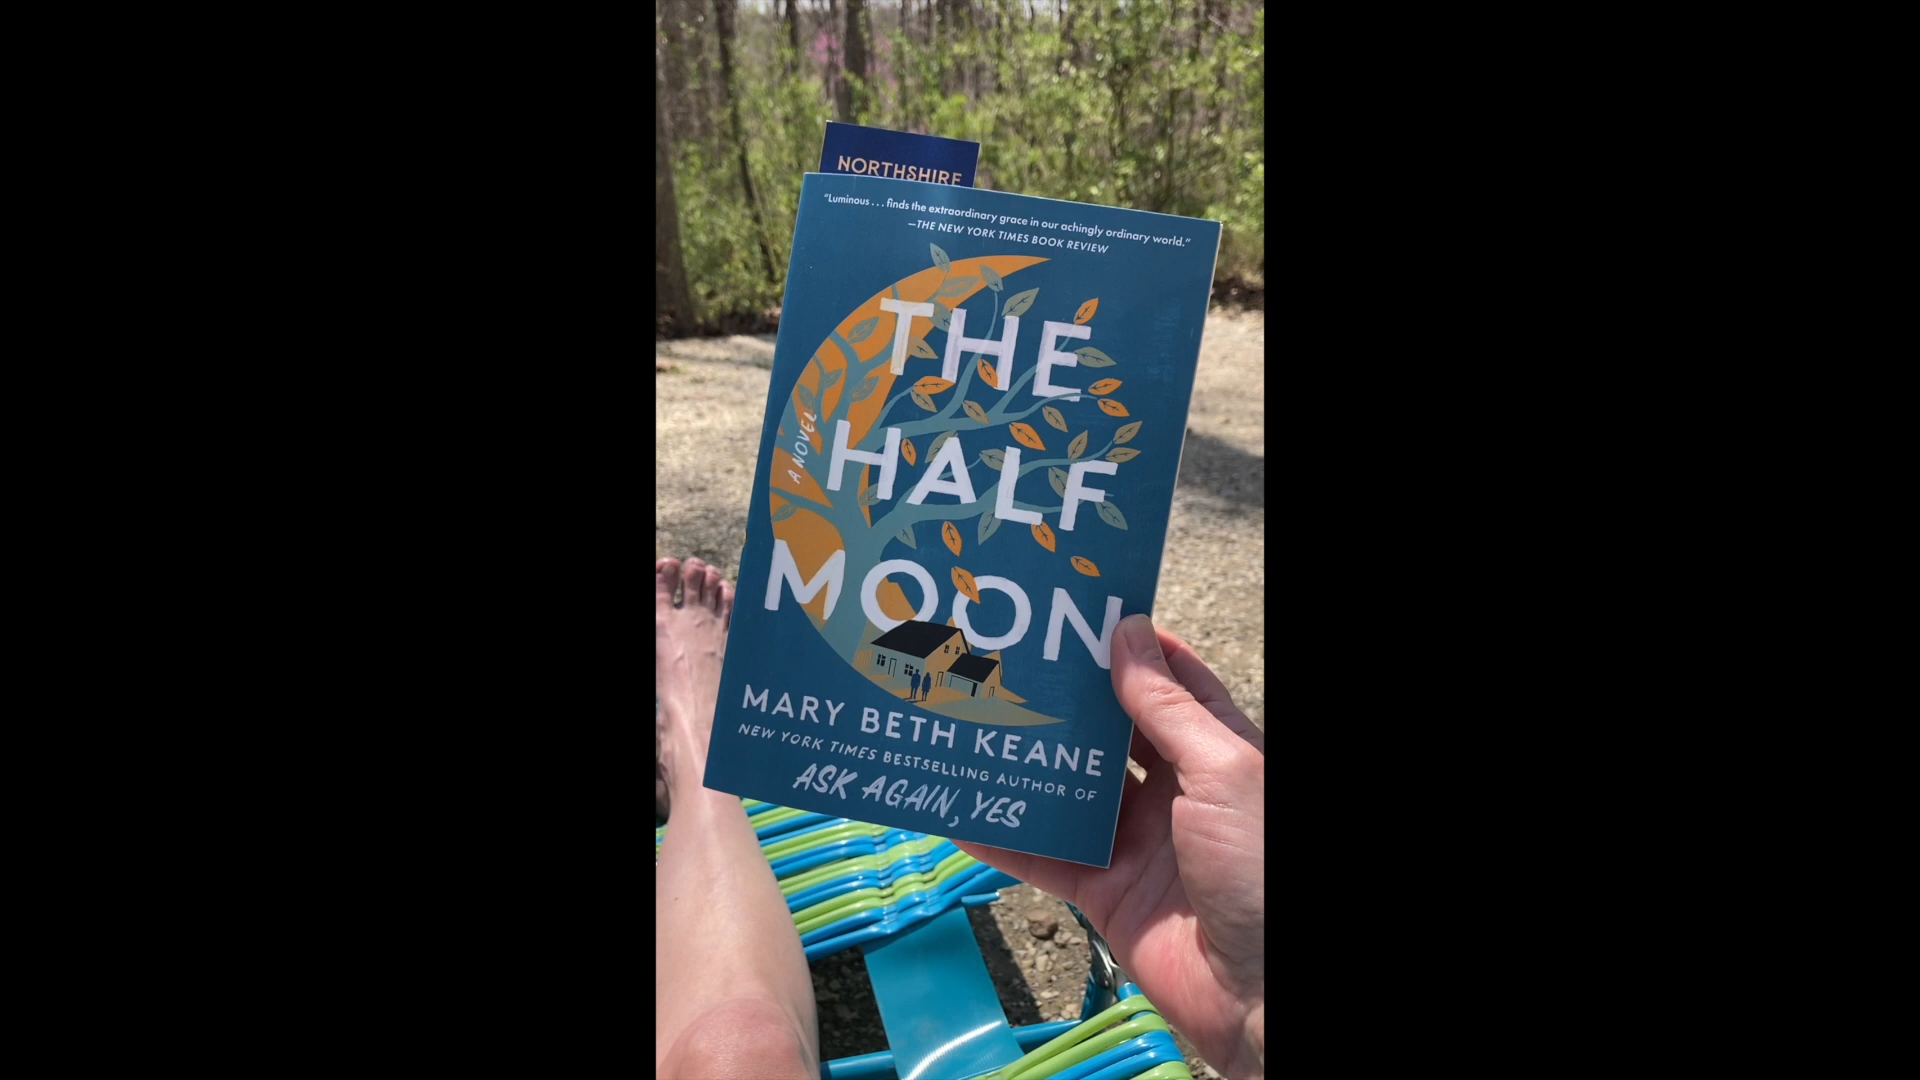 NORTHSHIRE
"Luminous . . . finds the extraordinary grace in our achingly ordinary world."
—THE NEW YORK TIMES BOOK REVIEW
THE
HALF
MOON
A NOVEL
MARY BETH KEANE
NEW YORK TIMES BESTSELLING AUTHOR OF
ASK AGAIN, YES